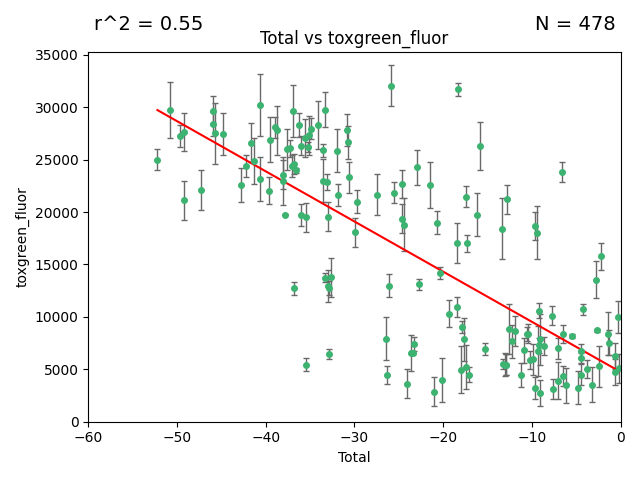 r^2 = 0.55 N = 478
Total vs toxgreen_fluor
35000
30000
25000
20000
15000
10000
5000
0
toxgreen_fluor
−60 −50 −40 −30 −20 −10 0
Total